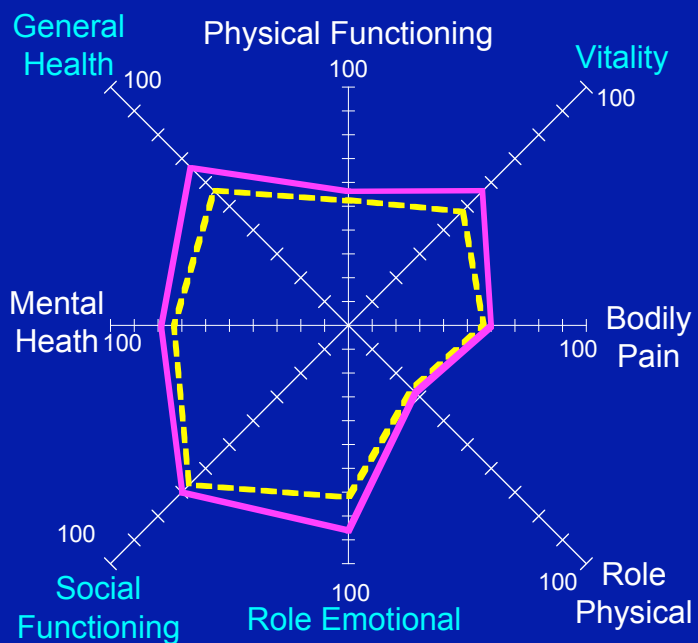 General
Health
Physical Functioning
Vitality
100
100
100
Mental
Heath
100
Bodily
Pain
100
100
Social
Functioning
100
Role Emotional
100
Role
Physical